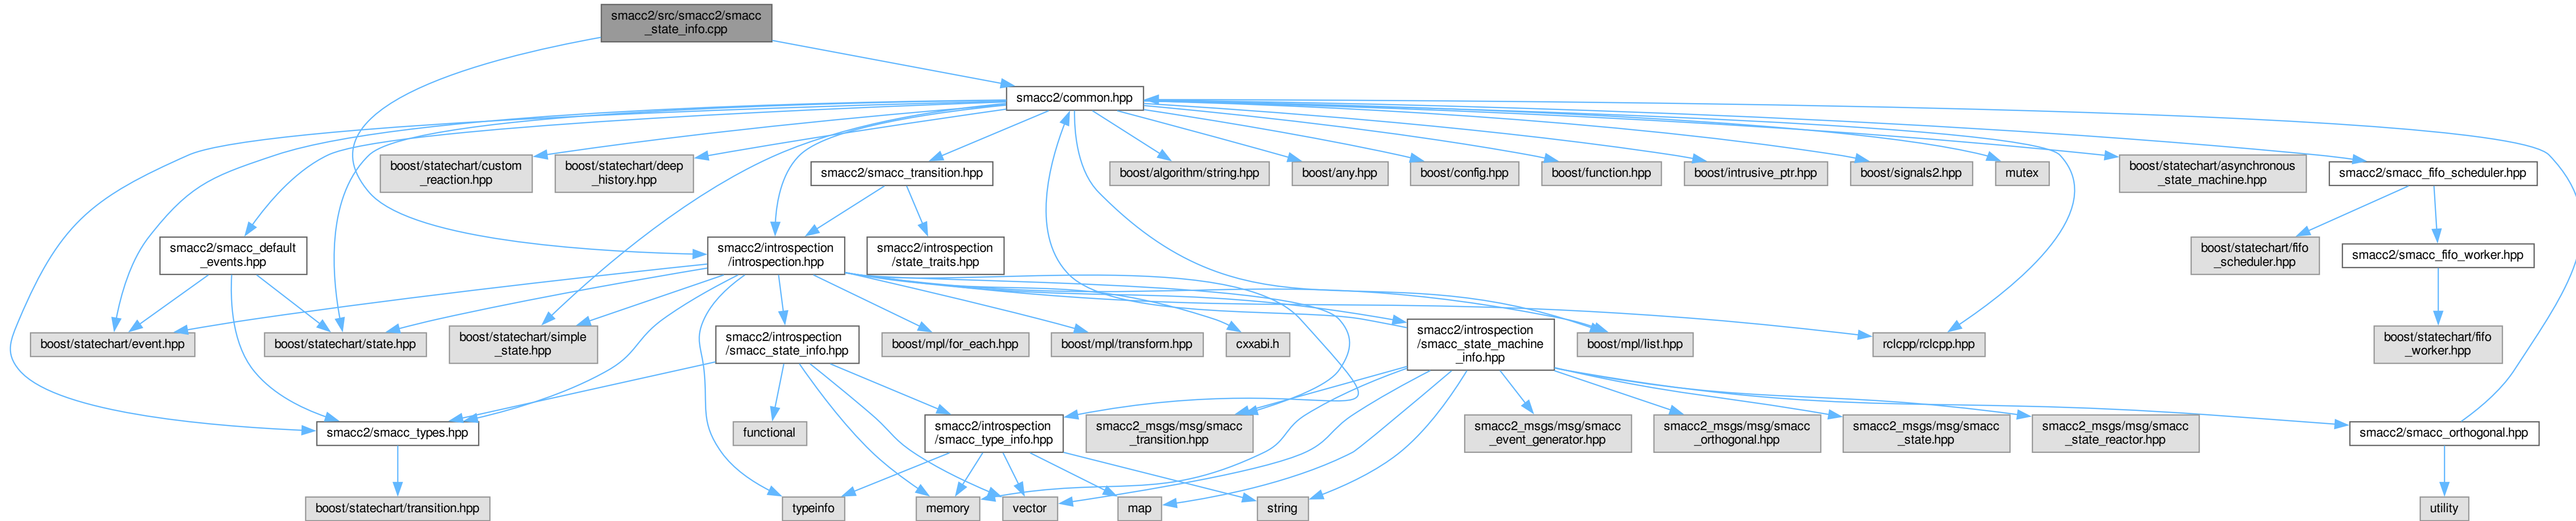 smacc2/src/smacc2/smacc
_state_info.cpp
smacc2/common.hpp
boost/statechart/custom
_reaction.hpp
boost/statechart/deep
_history.hpp
smacc2/smacc_transition.hpp
boost/algorithm/string.hpp
boost/any.hpp
boost/config.hpp
boost/function.hpp
boost/intrusive_ptr.hpp
boost/signals2.hpp
mutex
boost/statechart/asynchronous
_state_machine.hpp
smacc2/smacc_fifo_scheduler.hpp
smacc2/smacc_default
_events.hpp
smacc2/introspection
/introspection.hpp
smacc2/introspection
/state_traits.hpp
boost/statechart/fifo
_scheduler.hpp
smacc2/smacc_fifo_worker.hpp
boost/statechart/event.hpp
boost/statechart/state.hpp
boost/statechart/simple
_state.hpp
smacc2/introspection
/smacc_state_info.hpp
boost/mpl/for_each.hpp
boost/mpl/transform.hpp
cxxabi.h
smacc2/introspection
/smacc_state_machine
_info.hpp
boost/mpl/list.hpp
rclcpp/rclcpp.hpp
boost/statechart/fifo
_worker.hpp
smacc2/smacc_types.hpp
functional
smacc2/introspection
/smacc_type_info.hpp
smacc2_msgs/msg/smacc
_transition.hpp
smacc2_msgs/msg/smacc
_event_generator.hpp
smacc2_msgs/msg/smacc
_orthogonal.hpp
smacc2_msgs/msg/smacc
_state.hpp
smacc2_msgs/msg/smacc
_state_reactor.hpp
smacc2/smacc_orthogonal.hpp
boost/statechart/transition.hpp
typeinfo
memory
vector
map
string
utility